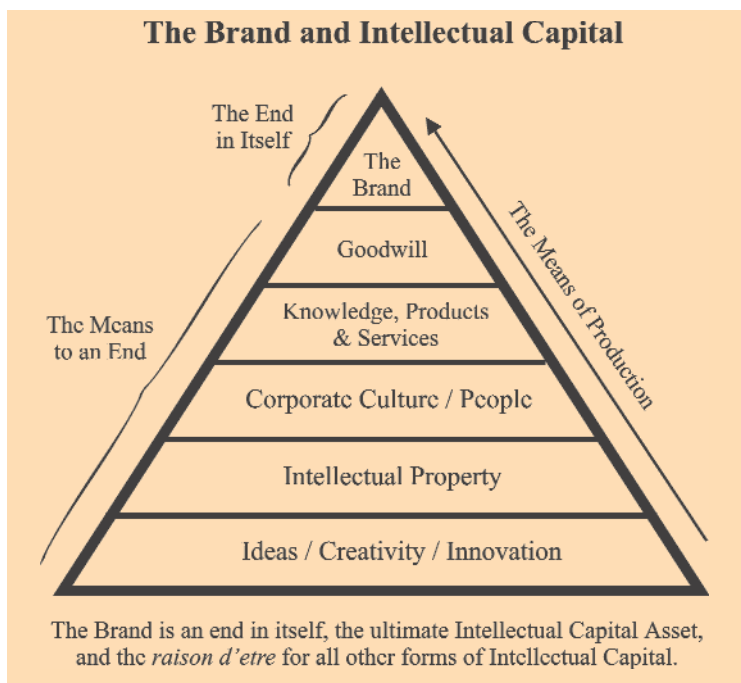 The Brand and Intellectual Capital
The End
in Itself
The
Brand
Goodwill
The Means of Production
Knowledge, Products
& Services
The Means
to an End
Corporate Culture / People
Intellectual Property
Ideas / Creativity / Innovation
The Brand is an end in itself, the ultimate Intellectual Capital Asset,
and the raison d'etre for all other forms of Intellectual Capital.